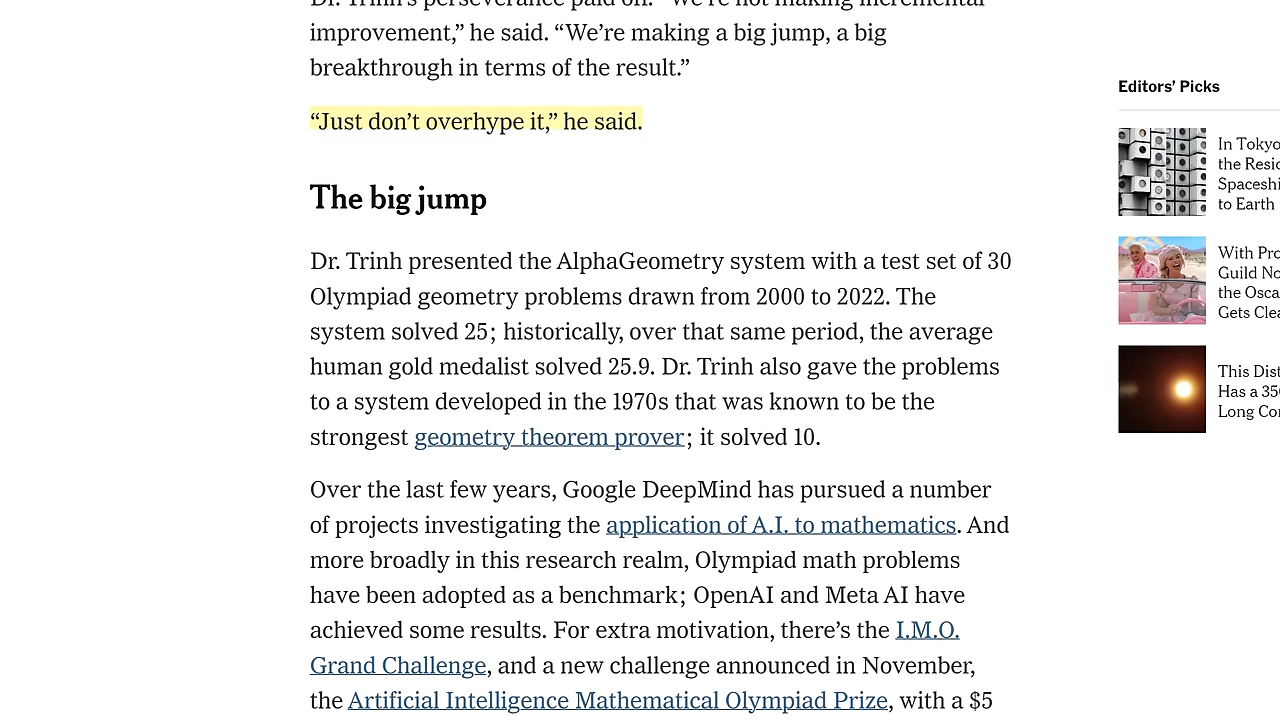 Dr. Trinh’s perseverance paid off. “We’re not making incremental
improvement,” he said. “We’re making a big jump, a big
breakthrough in terms of the result.”
“Just don’t overhype it,” he said.
The big jump
Dr. Trinh presented the AlphaGeometry system with a test set of 30
Olympiad geometry problems drawn from 2000 to 2022. The
system solved 25; historically, over that same period, the average
human gold medalist solved 25.9. Dr. Trinh also gave the problems
to a system developed in the 1970s that was known to be the
strongest geometry theorem prover; it solved 10.
Over the last few years, Google DeepMind has pursued a number
of projects investigating the application of A.I. to mathematics. And
more broadly in this research realm, Olympiad math problems
have been adopted as a benchmark; OpenAI and Meta AI have
achieved some results. For extra motivation, there’s the I.M.O.
Grand Challenge, and a new challenge announced in November,
the Artificial Intelligence Mathematical Olympiad Prize, with a $5
Editors’ Picks
In Tokyo
the Resi
Spaceshi
to Earth
With Pro
Guild No
the Osca
Gets Clea
This Dist
Has a 35
Long Co